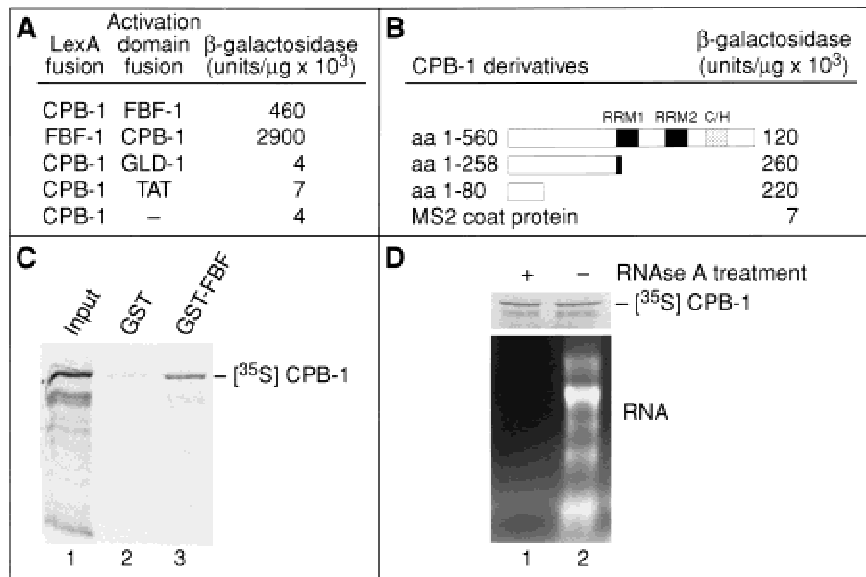 A
LexA fusion Activation domain fusion β-galactosidase (units/μg x 10³)
CPB-1 FBF-1 460
FBF-1 CPB-1 2900
CPB-1 GLD-1 4
CPB-1 TAT 7
CPB-1 – 4
B
CPB-1 derivatives β-galactosidase (units/μg x 10³)
RRM1 RRM2 C/H
aa 1-560 120
aa 1-258 260
aa 1-80 220
MS2 coat protein 7
C
Input GST GST-FBF
– [³⁵S] CPB-1
1 2 3
D
+ – RNAse A treatment
– [³⁵S] CPB-1
RNA
1 2